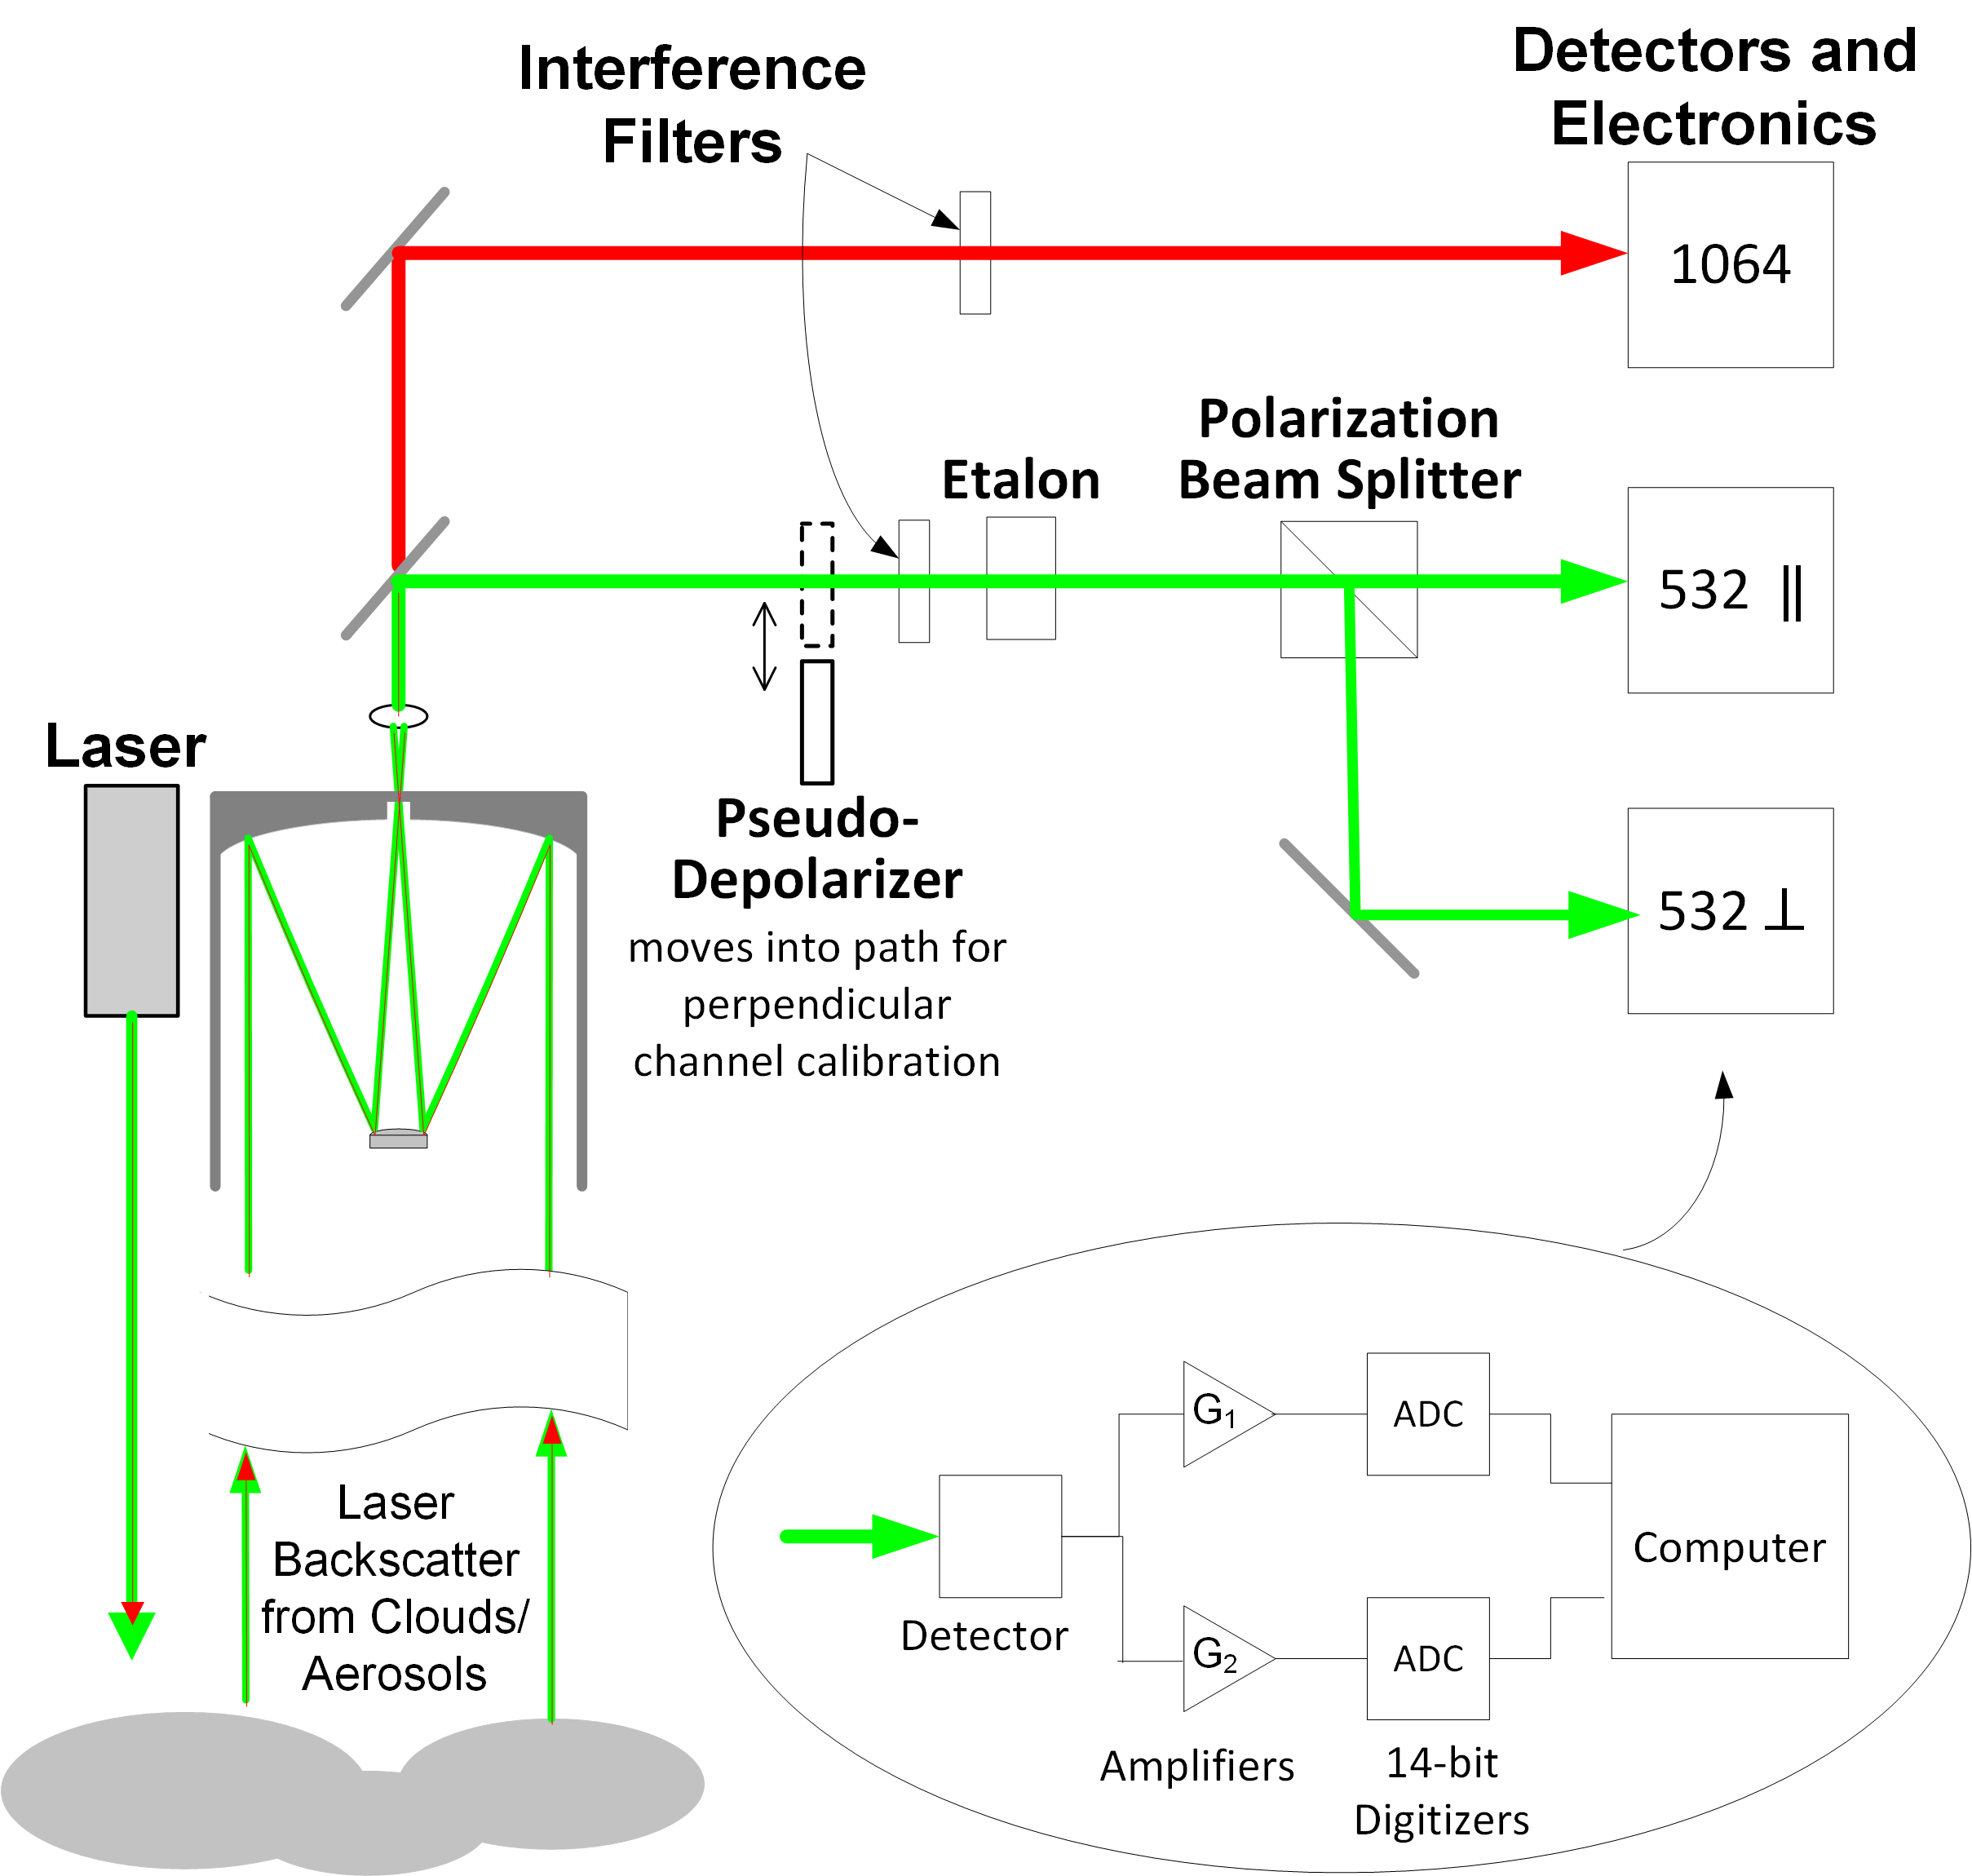 Interference
Filters
Detectors and
Electronics
1064
Polarization
Beam Splitter
Etalon
532 ||
Laser
Pseudo-
Depolarizer
moves into path for
perpendicular
channel calibration
532 ⊥
Laser
Backscatter
from Clouds/
Aerosols
G1
ADC
Computer
Detector
G2
ADC
Amplifiers
14-bit
Digitizers